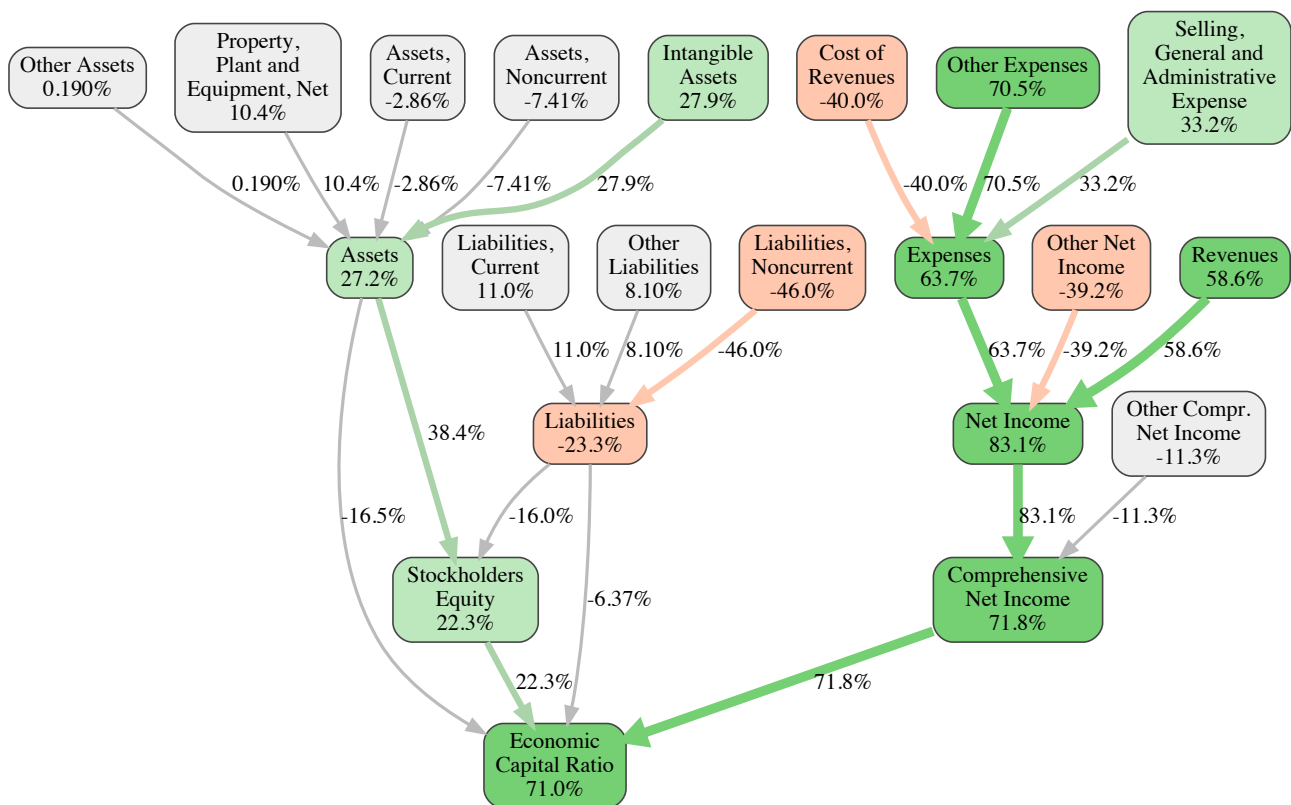 Other Assets
0.190%
Property,
Plant and
Equipment, Net
10.4%
Assets,
Current
-2.86%
Assets,
Noncurrent
-7.41%
Intangible
Assets
27.9%
Cost of
Revenues
-40.0%
Other Expenses
70.5%
Selling,
General and
Administrative
Expense
33.2%
0.190%
10.4%
-2.86%
-7.41%
27.9%
-40.0%
70.5%
33.2%
Assets
27.2%
Liabilities,
Current
11.0%
Other
Liabilities
8.10%
Liabilities,
Noncurrent
-46.0%
Expenses
63.7%
Other Net
Income
-39.2%
Revenues
58.6%
11.0%
8.10%
-46.0%
63.7%
-39.2%
58.6%
38.4%
Liabilities
-23.3%
Net Income
83.1%
Other Compr.
Net Income
-11.3%
-16.5%
-16.0%
83.1%
-11.3%
Stockholders
Equity
22.3%
-6.37%
Comprehensive
Net Income
71.8%
22.3%
71.8%
Economic
Capital Ratio
71.0%